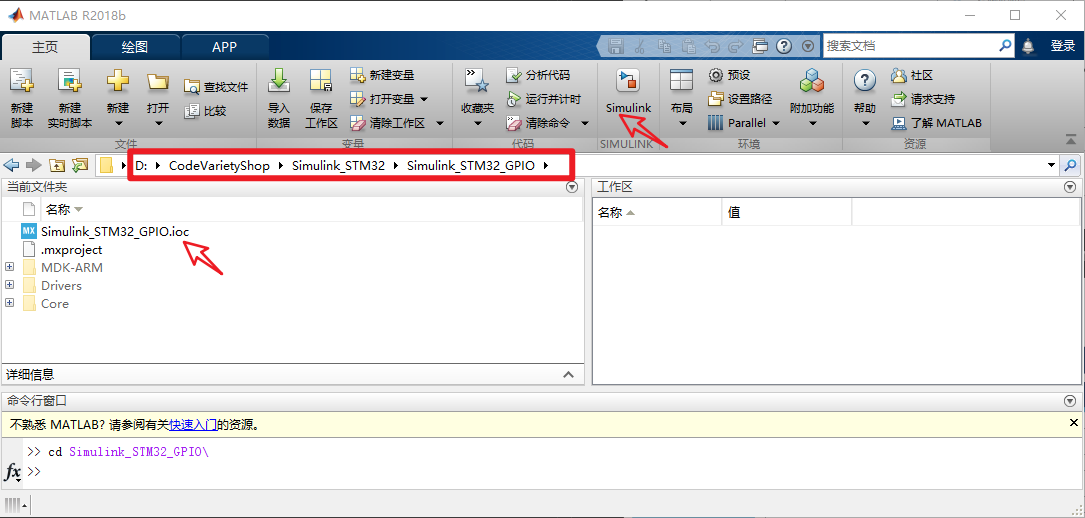 MATLAB R2018b
主页 绘图 APP 搜索文档 登录
新建脚本 新建实时脚本 新建 打开 查找文件 比较
文件
导入数据 保存工作区 新建变量 打开变量 清除工作区
变量
收藏夹 分析代码 运行并计时 清除命令
代码
Simulink
SIMULINK
布局 预设 设置路径 Parallel 附加功能
环境
帮助 社区 请求支持 了解 MATLAB
资源
D: CodeVarietyShop Simulink_STM32 Simulink_STM32_GPIO
当前文件夹
名称
MX Simulink_STM32_GPIO.ioc
.mxproject
MDK-ARM
Drivers
Core
详细信息
工作区
名称 值
命令行窗口
不熟悉 MATLAB? 请参阅有关快速入门的资源。
>> cd Simulink_STM32_GPIO\
fx >>